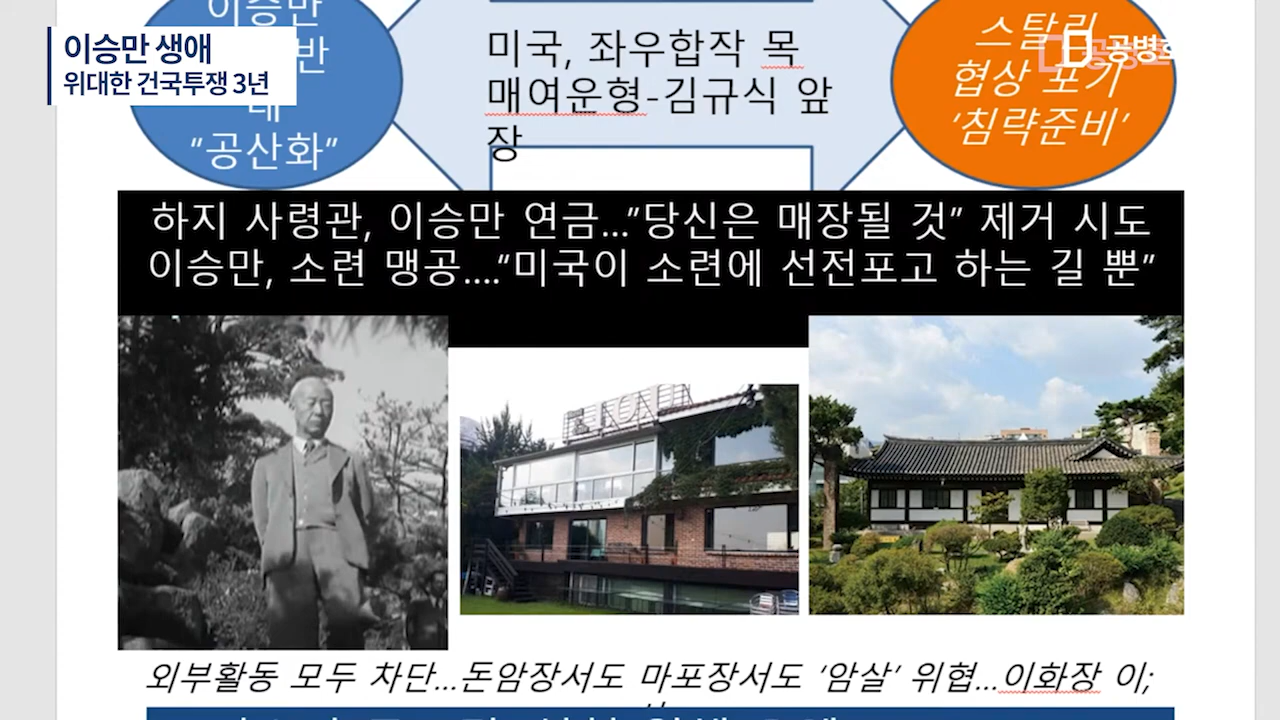 이승만 생애
위대한 건국투쟁 3년
이승만
반
대
“공산화”
미국, 좌우합작 목
매여운형-김규식 앞
장
스탈린
협상 포기
‘침략준비’
공병호
하지 사령관, 이승만 연금...”당신은 매장될 것” 제거 시도
이승만, 소련 맹공....”미국이 소련에 선전포고 하는 길 뿐”
외부활동 모두 차단...돈암장서도 마포장서도 ‘암살’ 위협...이화장 이;